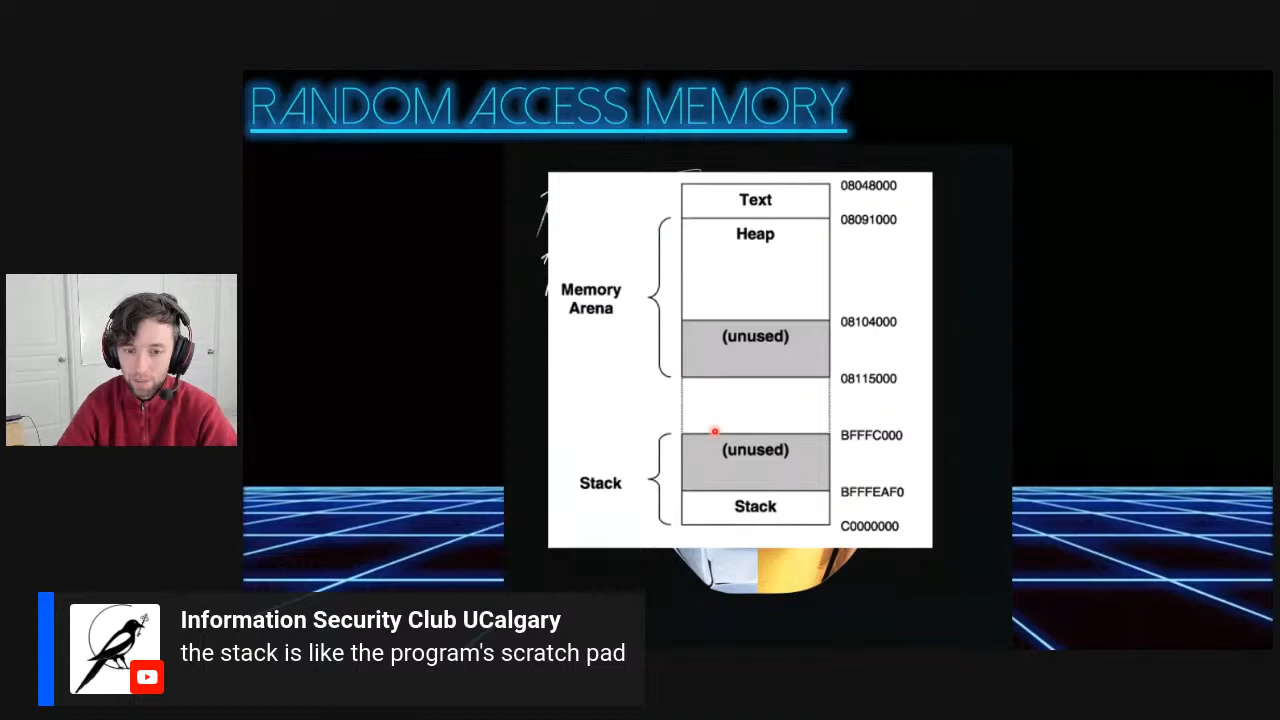 RANDOM ACCESS MEMORY
Text
08048000
08091000
Heap
Memory
Arena
08104000
(unused)
08115000
BFFFC000
(unused)
Stack
BFFFEAF0
Stack
C0000000
Information Security Club UCalgary
the stack is like the program's scratch pad